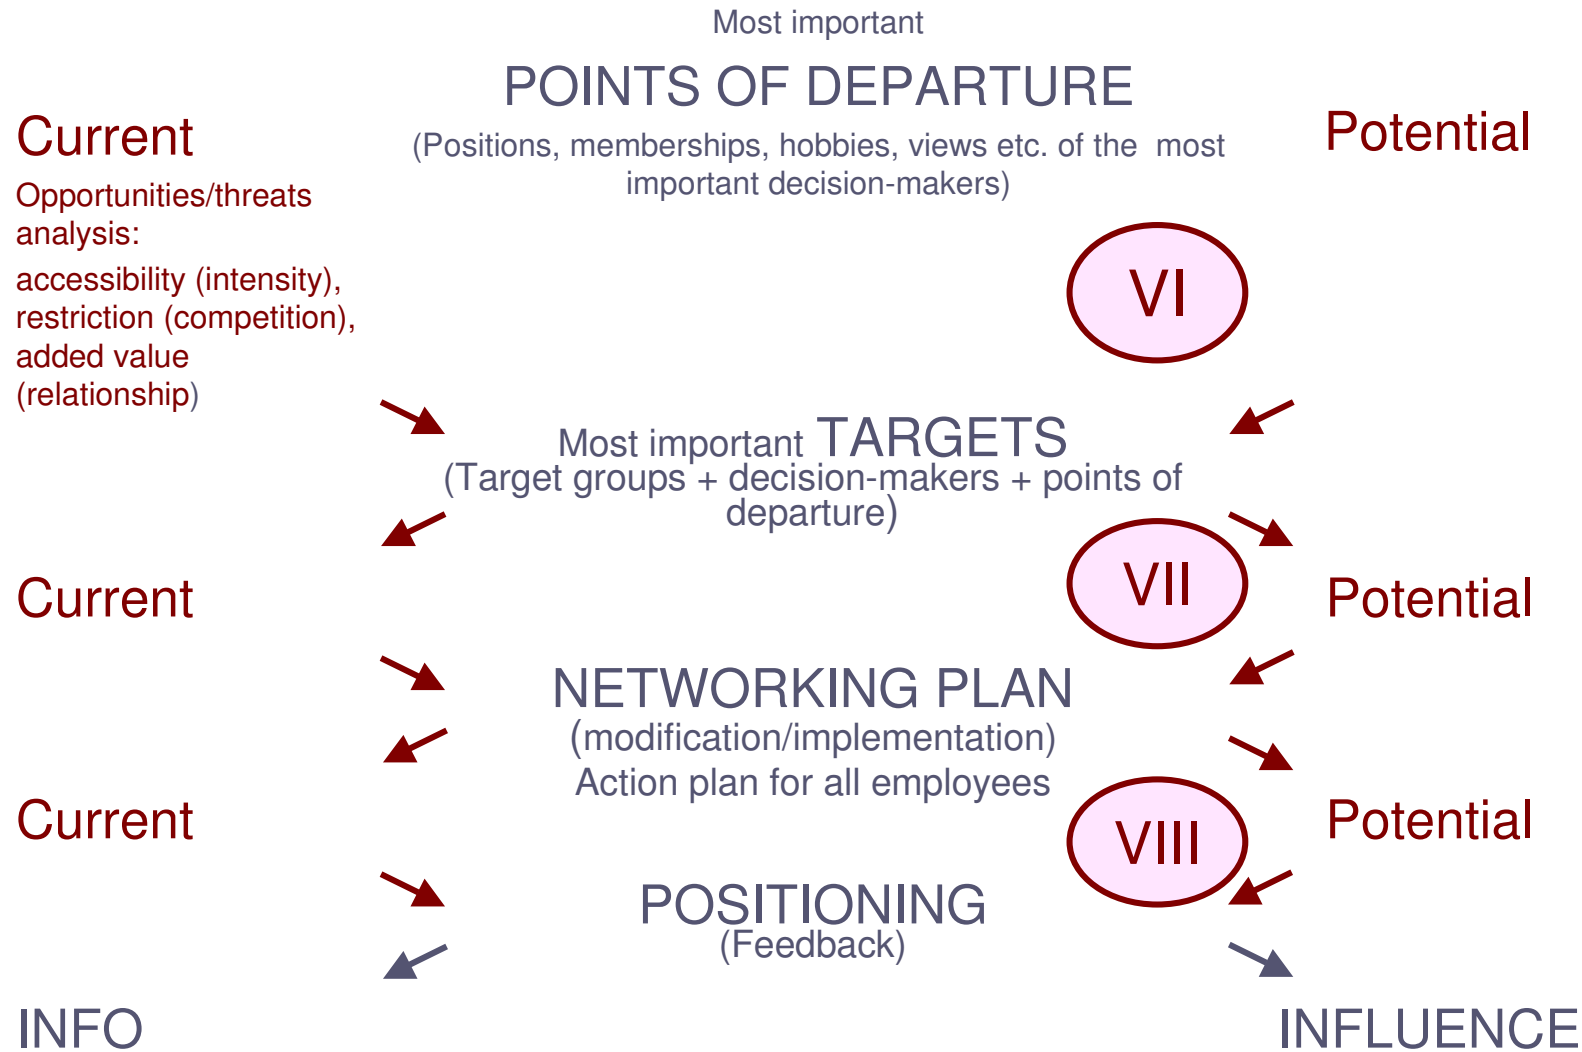 Most important
POINTS OF DEPARTURE
(Positions, memberships, hobbies, views etc. of the most
important decision-makers)
Current
Potential
Opportunities/threats
analysis:
accessibility (intensity),
restriction (competition),
added value
(relationship)
VI
Most important TARGETS
(Target groups + decision-makers + points of
departure)
Current
VII
Potential
NETWORKING PLAN
(modification/implementation)
Action plan for all employees
Current
VIII
Potential
POSITIONING
(Feedback)
INFO
INFLUENCE